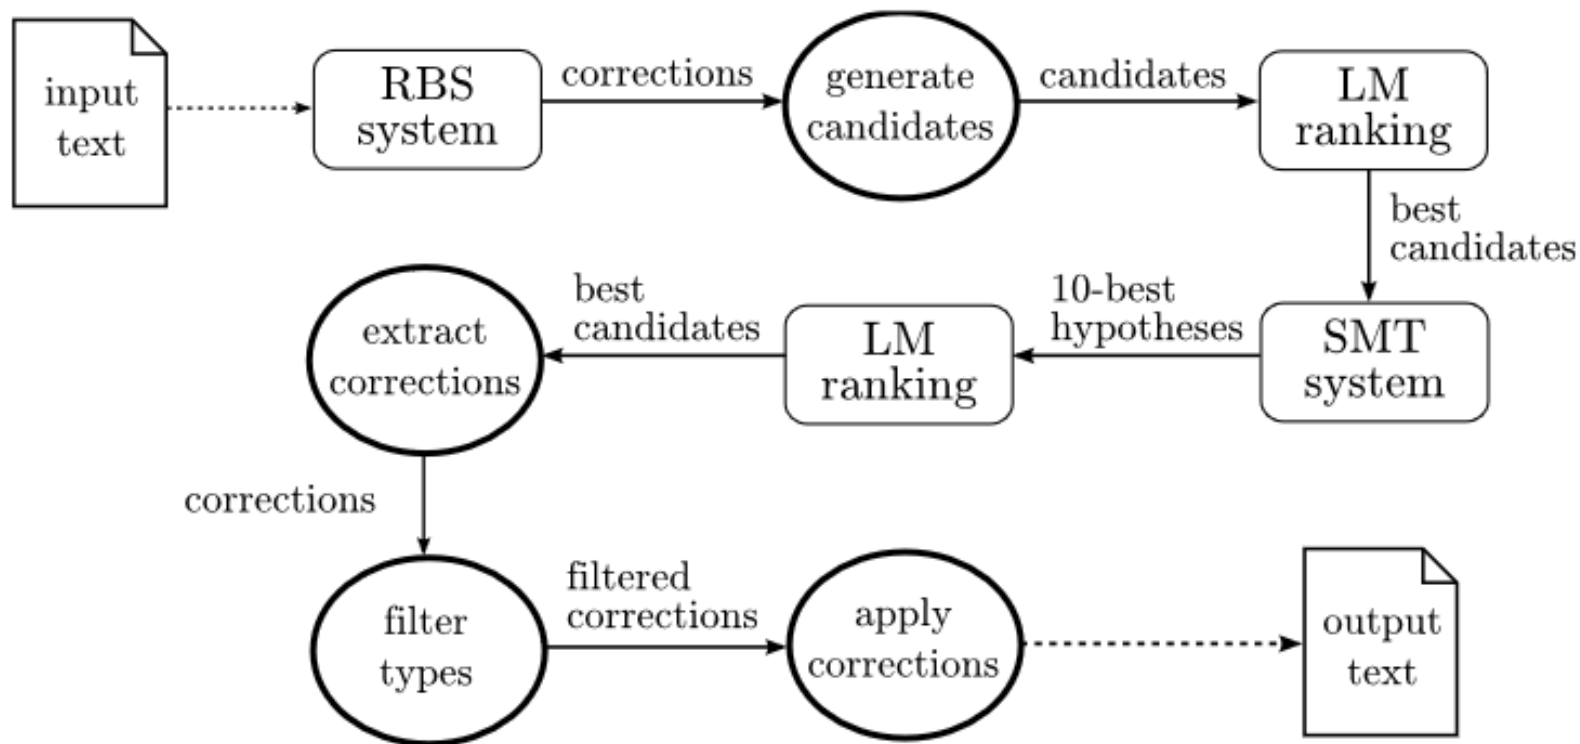 input
text
RBS
system
corrections
generate
candidates
candidates
LM
ranking
best
candidates
SMT
system
10-best
hypotheses
LM
ranking
best
candidates
extract
corrections
corrections
filter
types
filtered
corrections
apply
corrections
output
text